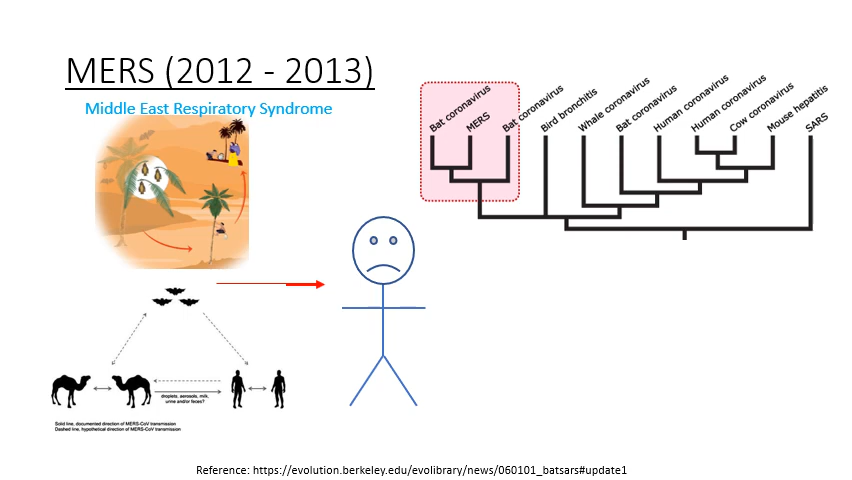 MERS (2012 - 2013)
Middle East Respiratory Syndrome
Bat coronavirus
MERS
Bat coronavirus
Bird bronchitis
Whale coronavirus
Bat coronavirus
Human coronavirus
Human coronavirus
Cow coronavirus
Mouse hepatitis
SARS
droplets, aerosols, milk,
urine and/or feces?
Solid line, documented direction of MERS-CoV transmission
Dashed line, hypothetical direction of MERS-CoV transmission
Reference: https://evolution.berkeley.edu/evolibrary/news/060101_batsars#update1